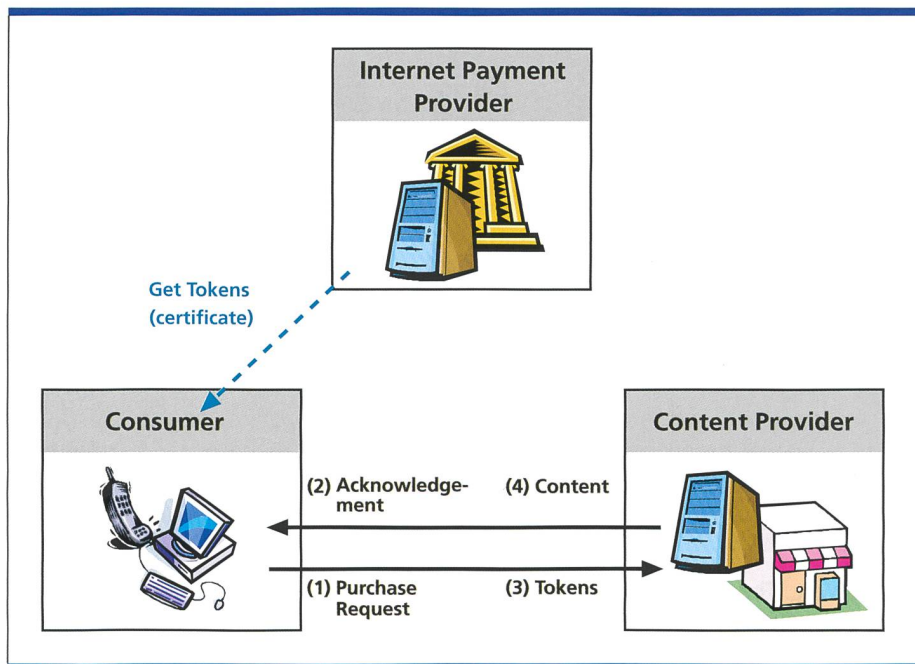 Internet Payment
Provider
Get Tokens
(certificate)
Consumer
Content Provider
(2) Acknowledge-
ment
(4) Content
(1) Purchase
Request
(3) Tokens